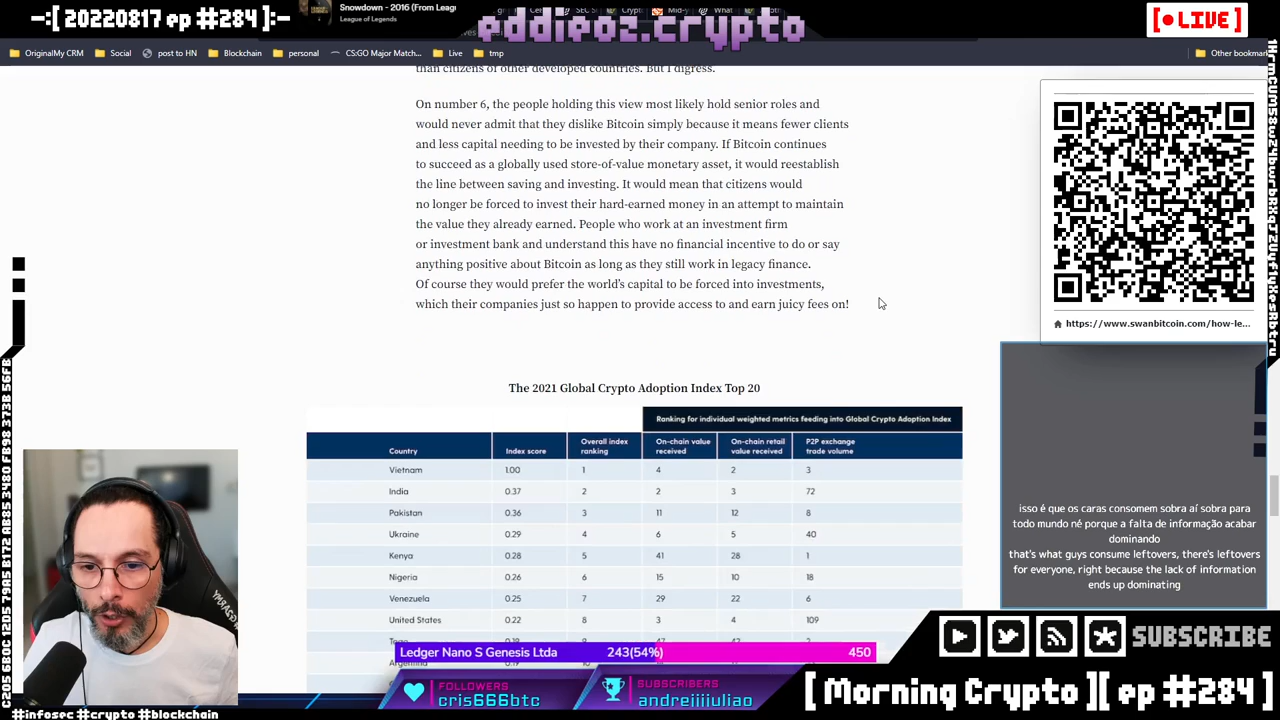 -:[ 20220817 ep #284 ]:-
Snowdown - 2016 (From Leag
League of Legends
SEC S
Crypt
Mid-y
What
eddieoz.crypto
[ LIVE ]
OriginalMy CRM
Social
post to HN
Blockchain
personal
CS:GO Major Match...
Live
tmp
Other bookmar
than citizens of other developed countries. But I digress.
On number 6, the people holding this view most likely hold senior roles and
would never admit that they dislike Bitcoin simply because it means fewer clients
and less capital needing to be invested by their company. If Bitcoin continues
to succeed as a globally used store-of-value monetary asset, it would reestablish
the line between saving and investing. It would mean that citizens would
no longer be forced to invest their hard-earned money in an attempt to maintain
the value they already earned. People who work at an investment firm
or investment bank and understand this have no financial incentive to do or say
anything positive about Bitcoin as long as they still work in legacy finance.
Of course they would prefer the world's capital to be forced into investments,
which their companies just so happen to provide access to and earn juicy fees on!
https://www.swanbitcoin.com/how-le...
The 2021 Global Crypto Adoption Index Top 20
Ranking for individual weighted metrics feeding into Global Crypto Adoption Index
Country Index score Overall index ranking On-chain value received On-chain retail value received P2P exchange trade volume
Vietnam 1.00 1 4 2 3
India 0.37 2 2 3 72
Pakistan 0.36 3 11 12 8
Ukraine 0.29 4 6 5 40
Kenya 0.28 5 41 28 1
Nigeria 0.26 6 15 10 18
Venezuela 0.25 7 29 22 6
United States 0.22 8 3 4 109
isso é que os caras consomem sobra aí sobra para
todo mundo né porque a falta de informação acabar
dominando
that's what guys consume leftovers, there's leftovers
for everyone, right because the lack of information
ends up dominating
Ledger Nano S Genesis Ltda 243(54%) 450
FOLLOWERS
cris666btc
SUBSCRIBERS
andrejjjjuliao
SUBSCRIBE
[ Morning Crypto ][ ep #284 ]
#infosec #crypto #blockchain